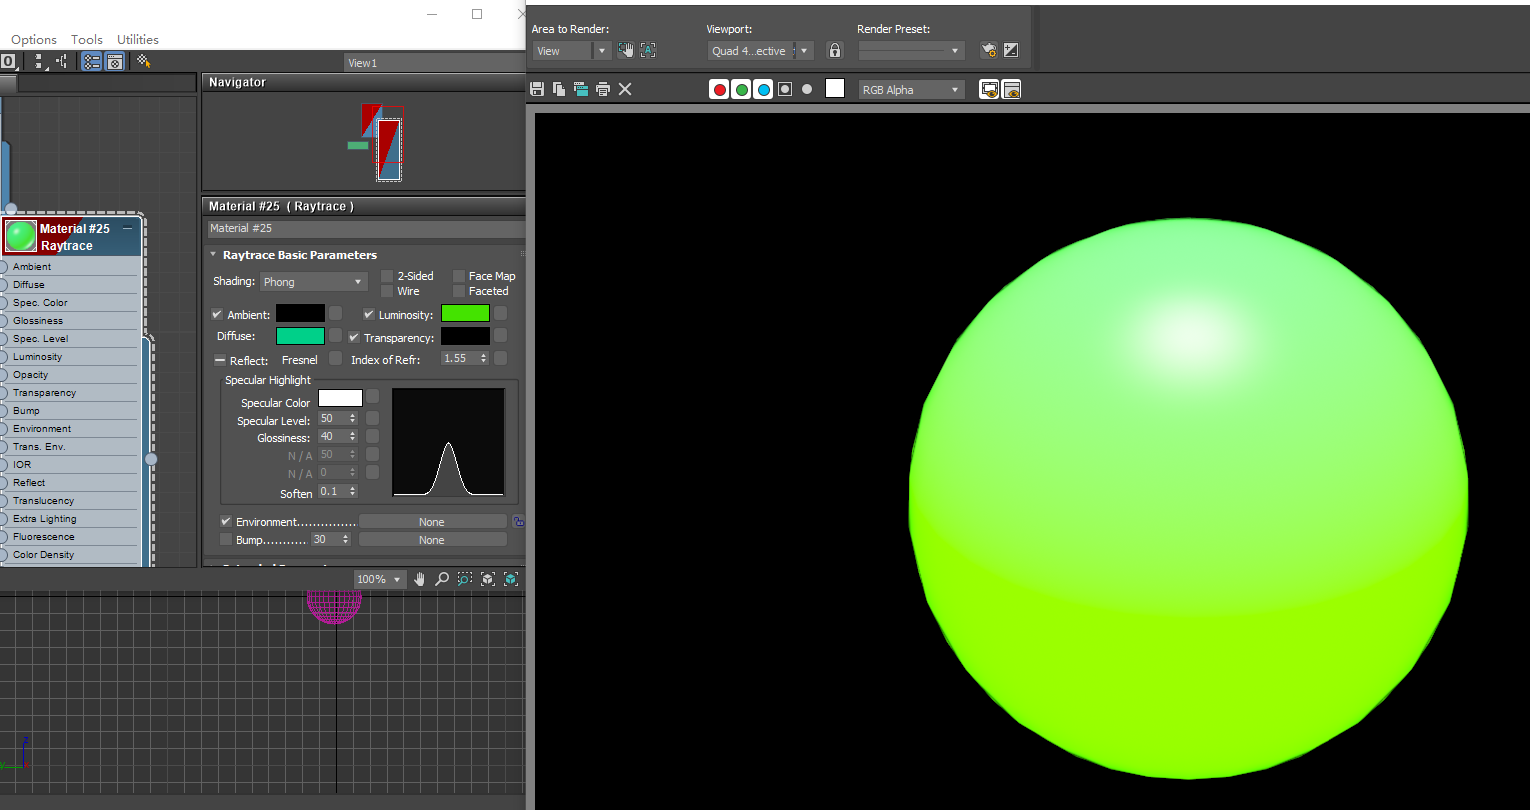 Options Tools Utilities
0
View1
Navigator
Material #25
Raytrace
Ambient
Diffuse
Spec. Color
Glossiness
Spec. Level
Luminosity
Opacity
Transparency
Bump
Environment
Trans. Env.
IOR
Reflect
Translucency
Extra Lighting
Fluorescence
Color Density
Material #25 ( Raytrace )
Material #25
Raytrace Basic Parameters
Shading: Phong
2-Sided
Face Map
Wire
Faceted
Ambient:
Luminosity:
Diffuse:
Transparency:
Reflect: Fresnel
Index of Refr: 1.55
Specular Highlight
Specular Color
Specular Level: 50
Glossiness: 40
N / A 50
N / A 0
Soften 0.1
Environment............... None
Bump........... 30 None
100%
z
y
Area to Render:
View
Viewport:
Quad 4...ective
Render Preset:
RGB Alpha